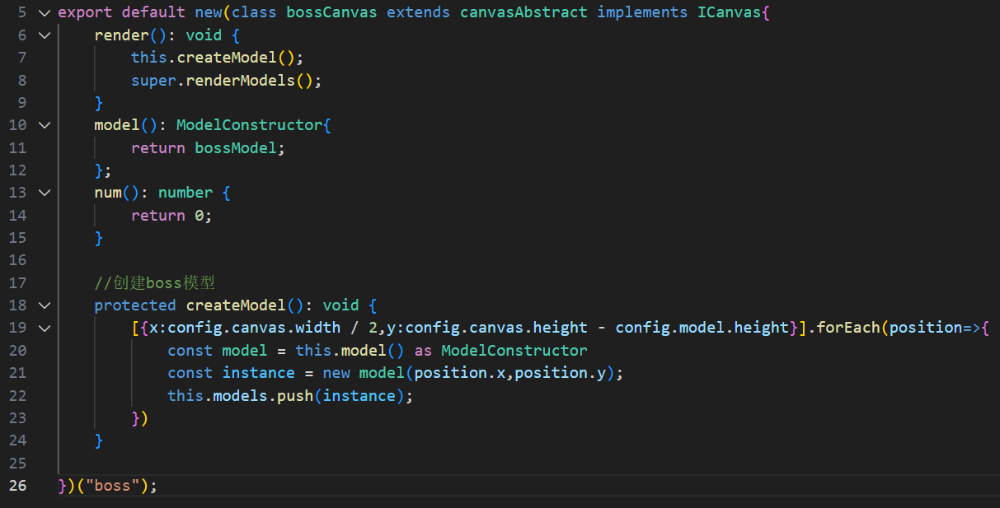 5 export default new(class bossCanvas extends canvasAbstract implements ICanvas{
6     render(): void {
7         this.createModel();
8         super.renderModels();
9     }
10     model(): ModelConstructor{
11         return bossModel;
12     };
13     num(): number {
14         return 0;
15     }
16
17     //创建boss模型
18     protected createModel(): void {
19         [{x:config.canvas.width / 2,y:config.canvas.height - config.model.height}].forEach(position=>{
20             const model = this.model() as ModelConstructor
21             const instance = new model(position.x,position.y);
22             this.models.push(instance);
23         })
24     }
25
26 })("boss");